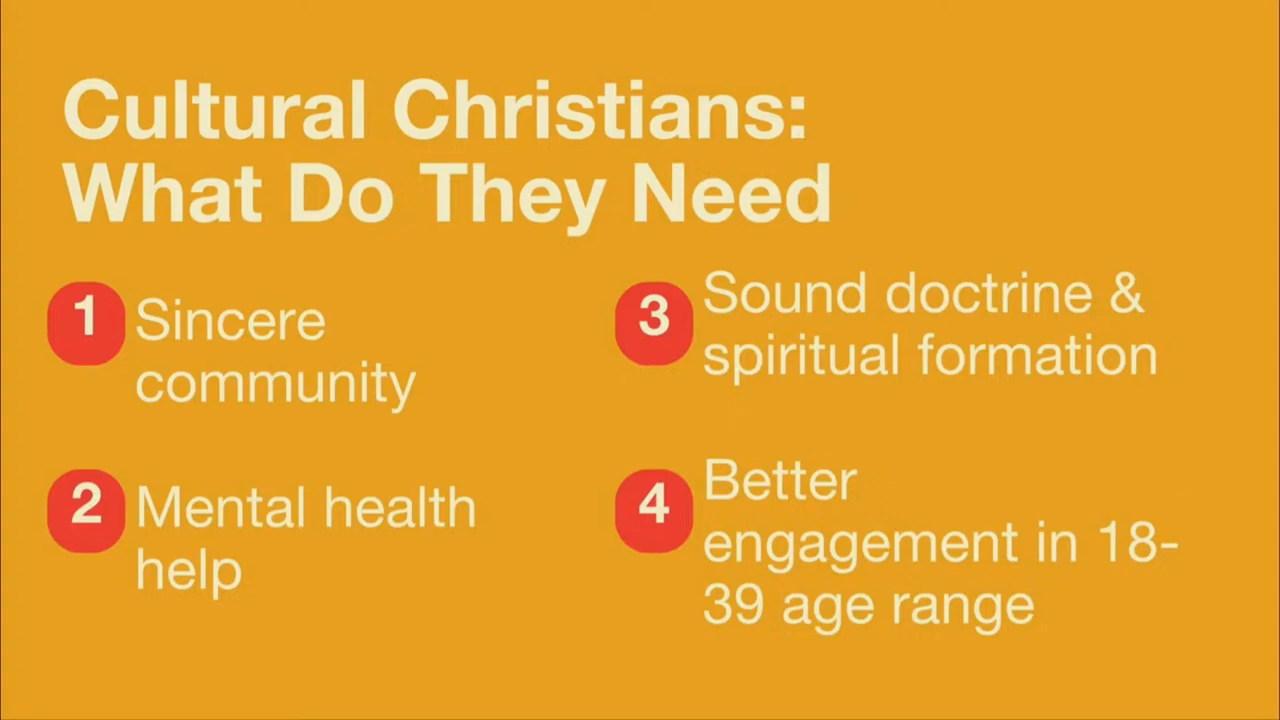 Cultural Christians:
What Do They Need
1 Sincere
community
2 Mental health
help
3 Sound doctrine &
spiritual formation
4 Better
engagement in 18-
39 age range